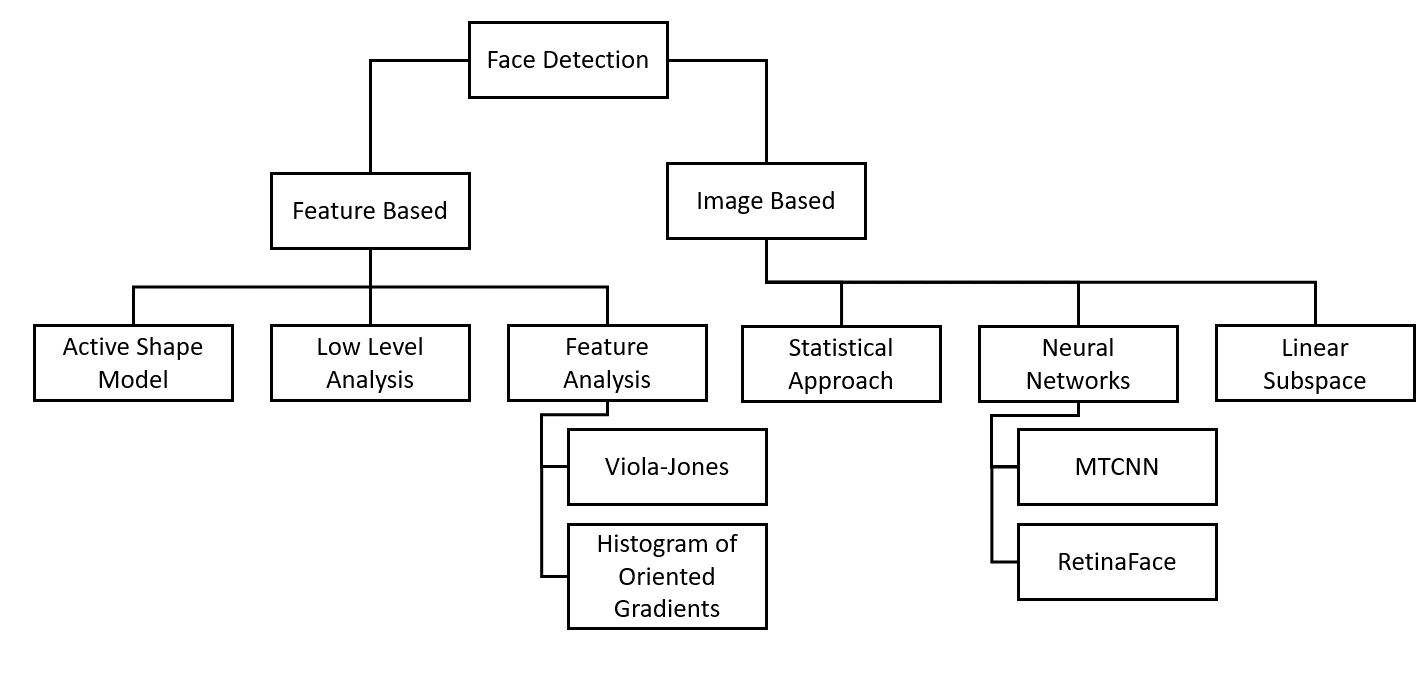 Face Detection
Feature Based
Image Based
Active Shape
Model
Low Level
Analysis
Feature
Analysis
Statistical
Approach
Neural
Networks
Linear
Subspace
Viola-Jones
Histogram of
Oriented
Gradients
MTCNN
RetinaFace